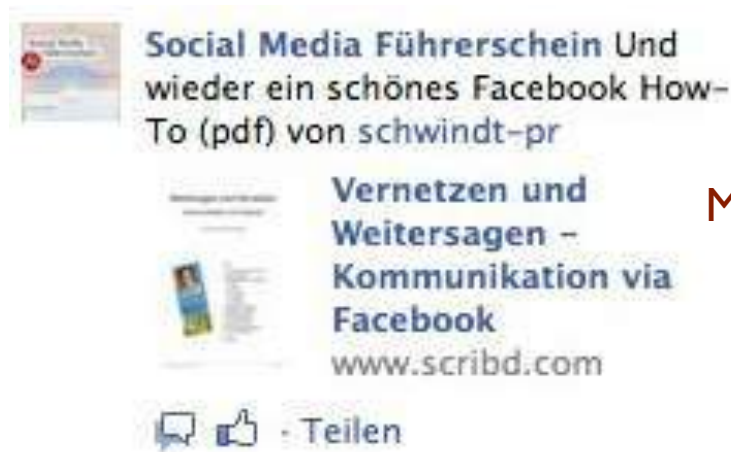 Social Media Führerschein Und
wieder ein schönes Facebook How-
To (pdf) von schwindt-pr
Vernetzen und
Weitersagen -
Kommunikation via
Facebook
www.scribd.com
· Teilen
M